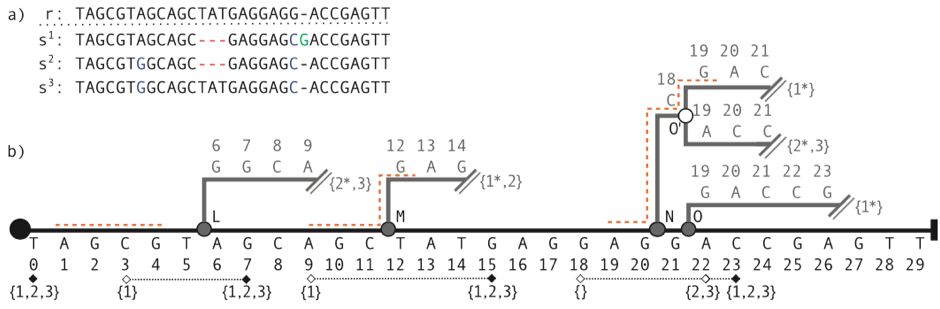 a) r: TAGCGTAGCAGCTATGAGGAGG-ACCGAGTT
s1: TAGCGTAGCAGC---GAGGAGCGACCGAGTT
s2: TAGCGTGGCAGC---GAGGAGC-ACCGAGTT
s3: TAGCGTGGCAGCTATGAGGAGC-ACCGAGTT
19 20 21
G A C
{1*}
18
C
O'
19 20 21
A C C
{2*,3}
b)
6 7 8 9
G G C A
{2*,3}
12 13 14
G A G
{1*,2}
19 20 21 22 23
G A C C G
{1*}
L M N O
T A G C G T A G C A G C T A T G A G G A G G A C C G A G T T
0 1 2 3 4 5 6 7 8 9 10 11 12 13 14 15 16 17 18 19 20 21 22 23 24 25 26 27 28 29
{1,2,3} {1} {1,2,3} {1} {1,2,3} {} {2,3} {1,2,3}